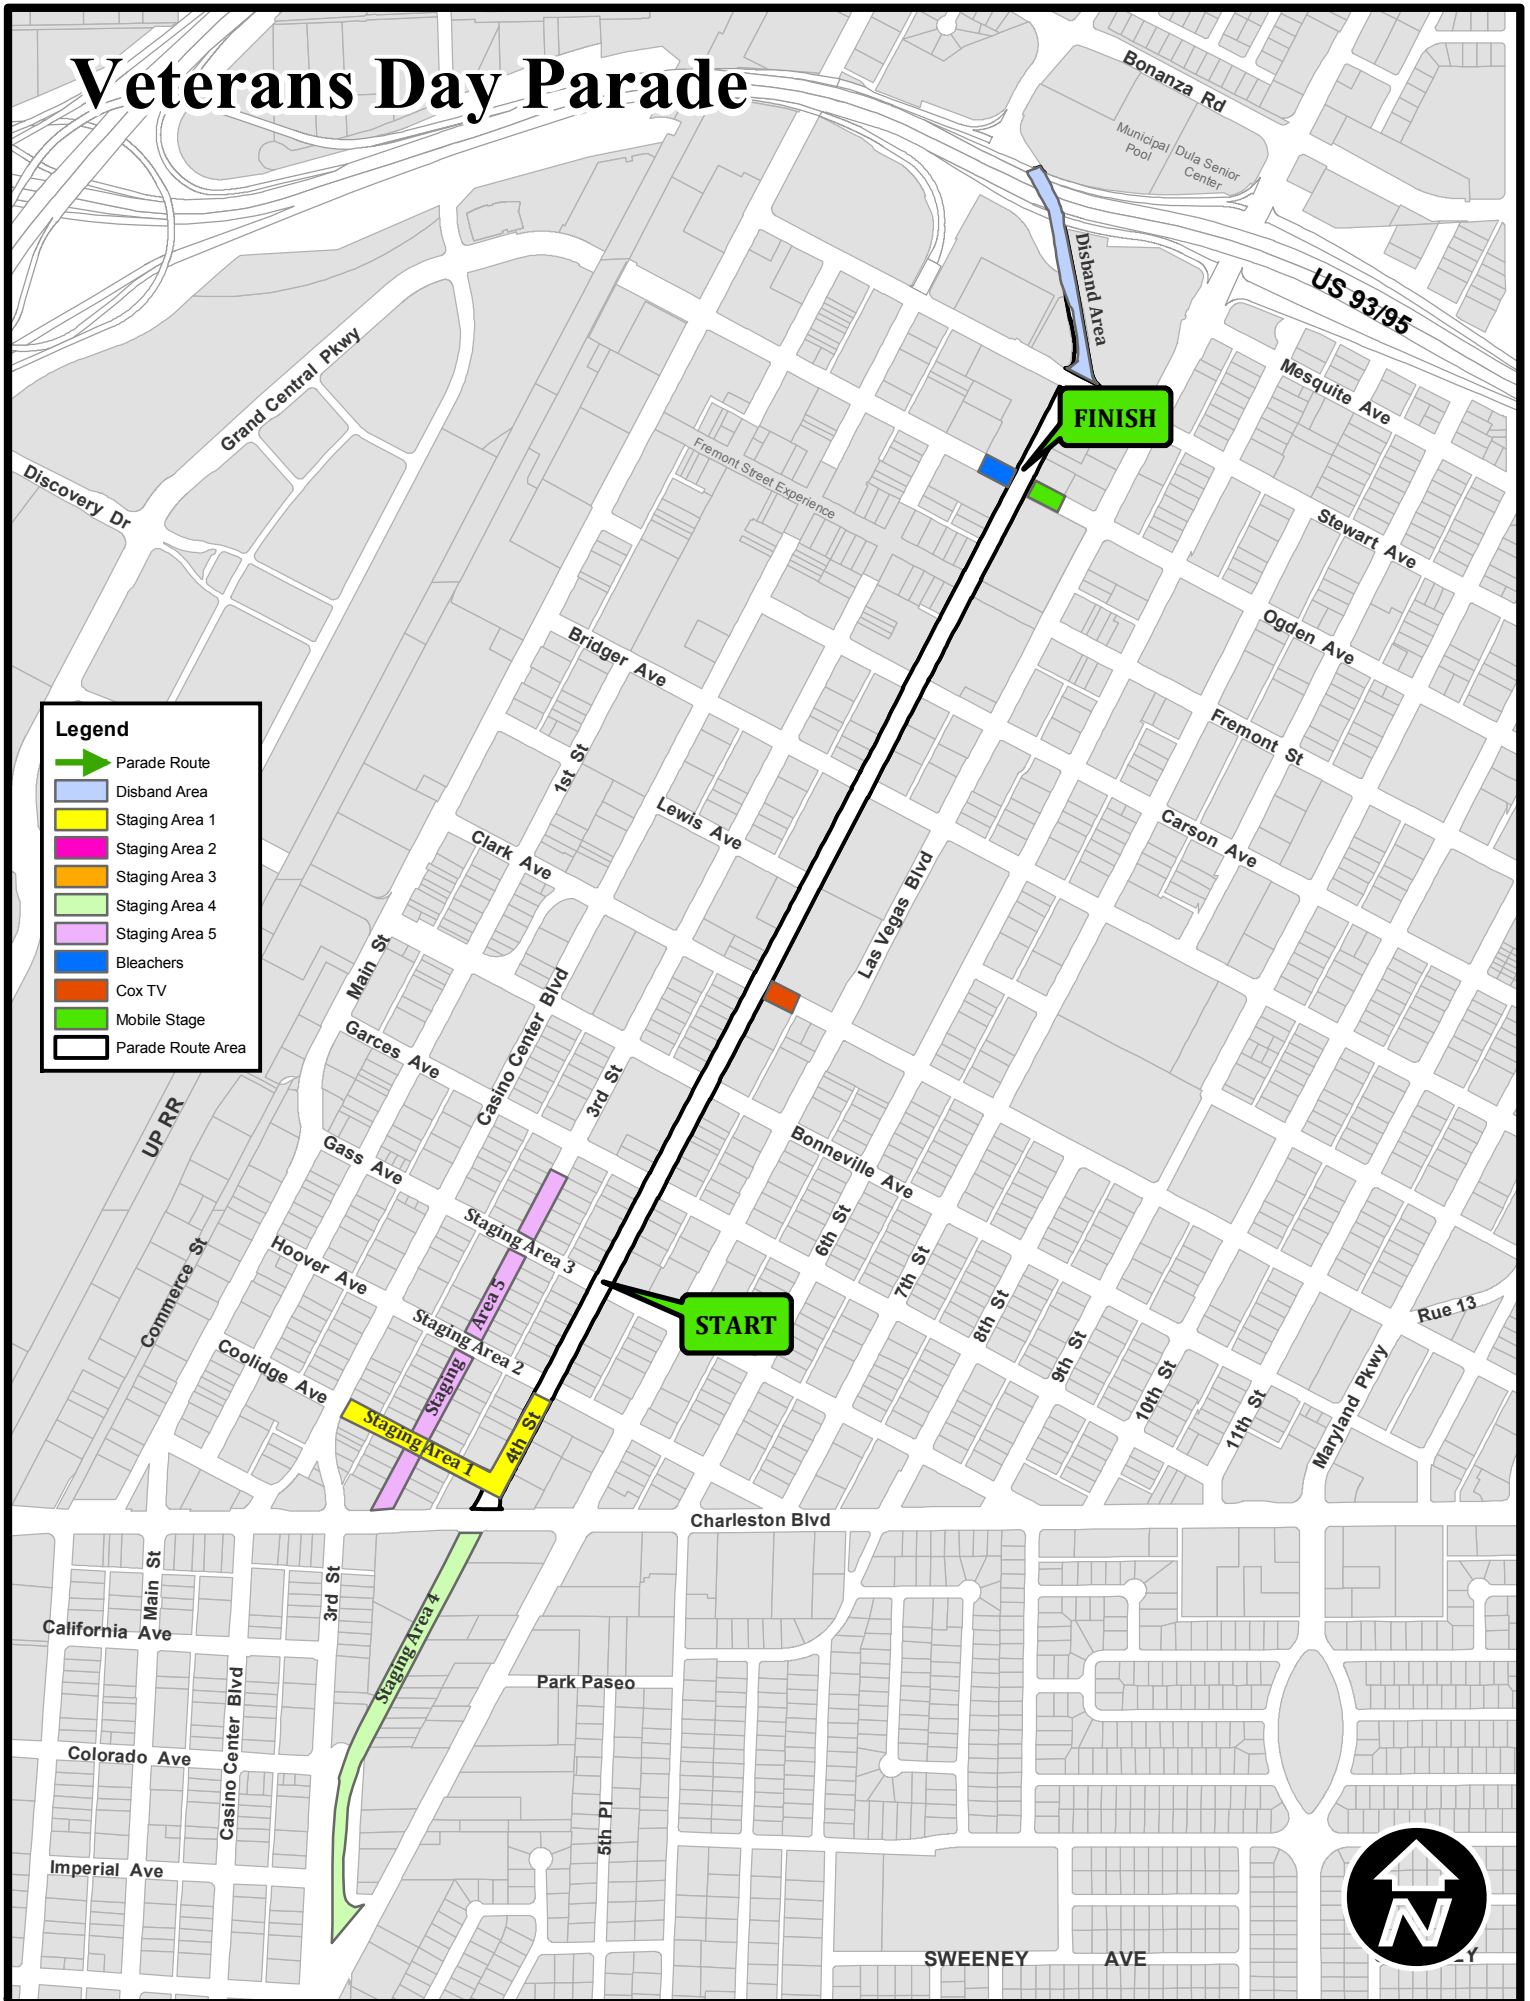 Veterans Day Parade
Bonanza Rd
Municipal
Pool
Dula Senior
Center
Disband Area
US 93/95
Mesquite Ave
Grand Central Pkwy
FINISH
Fremont Street Experience
Discovery Dr
Stewart Ave
Ogden Ave
Bridger Ave
Fremont St
Legend
Parade Route
Disband Area
Staging Area 1
Staging Area 2
Staging Area 3
Staging Area 4
Staging Area 5
Bleachers
Cox TV
Mobile Stage
Parade Route Area
1st St
Lewis Ave
Carson Ave
Clark Ave
Las Vegas Blvd
Main St
Casino Center Blvd
Garces Ave
3rd St
UP RR
Gass Ave
Bonneville Ave
Staging Area 3
6th St
7th St
Hoover Ave
Commerce St
Staging Area 5
Staging Area 2
START
8th St
Rue 13
9th St
10th St
11th St
Maryland Pkwy
Coolidge Ave
Staging Area 1
4th St
Charleston Blvd
Main St
3rd St
California Ave
Staging Area 4
Casino Center Blvd
Park Paseo
Colorado Ave
5th Pl
Imperial Ave
N
SWEENEY AVE